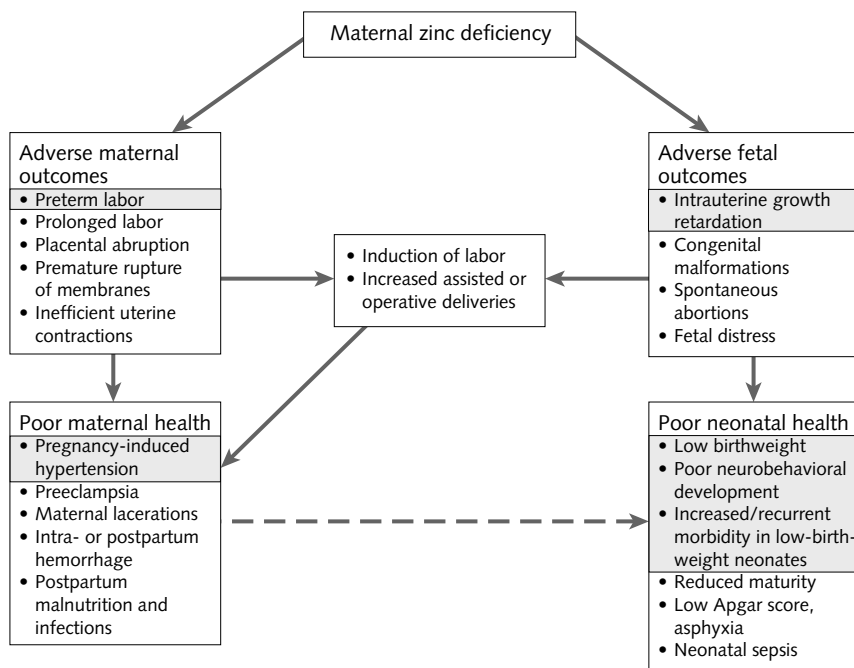 Maternal zinc deficiency
Adverse maternal
outcomes
• Preterm labor
• Prolonged labor
• Placental abruption
• Premature rupture
of membranes
• Inefficient uterine
contractions
• Induction of labor
• Increased assisted or
operative deliveries
Adverse fetal
outcomes
• Intrauterine growth
retardation
• Congenital
malformations
• Spontaneous
abortions
• Fetal distress
Poor maternal health
• Pregnancy-induced
hypertension
• Preeclampsia
• Maternal lacerations
• Intra- or postpartum
hemorrhage
• Postpartum
malnutrition and
infections
Poor neonatal health
• Low birthweight
• Poor neurobehavioral
development
• Increased/recurrent
morbidity in low-birth-
weight neonates
• Reduced maturity
• Low Apgar score,
asphyxia
• Neonatal sepsis